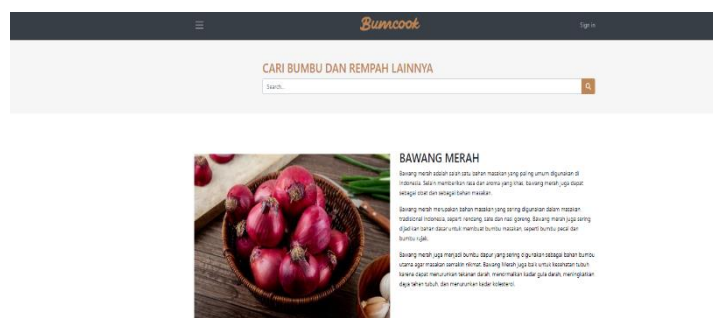 Bumcook
Sign in
CARI BUMBU DAN REMPAH LAINNYA
Search..
BAWANG MERAH
Bawang merah adalah salah satu bahan masakan yang paling umum digunakan di
Indonesia. Selain memberikan rasa dan aroma yang khas, bawang merah juga dapat
sebagai obat dan sebagai bahan masakan.
Bawang merah merupakan bahan masakan yang sering digunakan dalam masakan
tradisional Indonesia, seperti rendang, sate dan nasi goreng. Bawang merah juga sering
dijadikan bahan dasar untuk membuat bumbu masakan, seperti bumbu pecel dan
bumbu rujak.
Bawang merah juga menjadi bumbu dapur yang sering digunakan sebagai bahan bumbu
utama agar masakan semakin nikmat. Bawang Merah juga baik untuk kesehatan tubuh
karena dapat menurunkan tekanan darah, menormalkan kadar gula darah, meningkatkan
daya tahan tubuh, dan menurunkan kadar kolesterol.